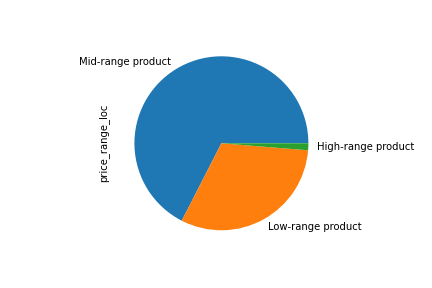 Mid-range product
price_range_loc
High-range product
Low-range product